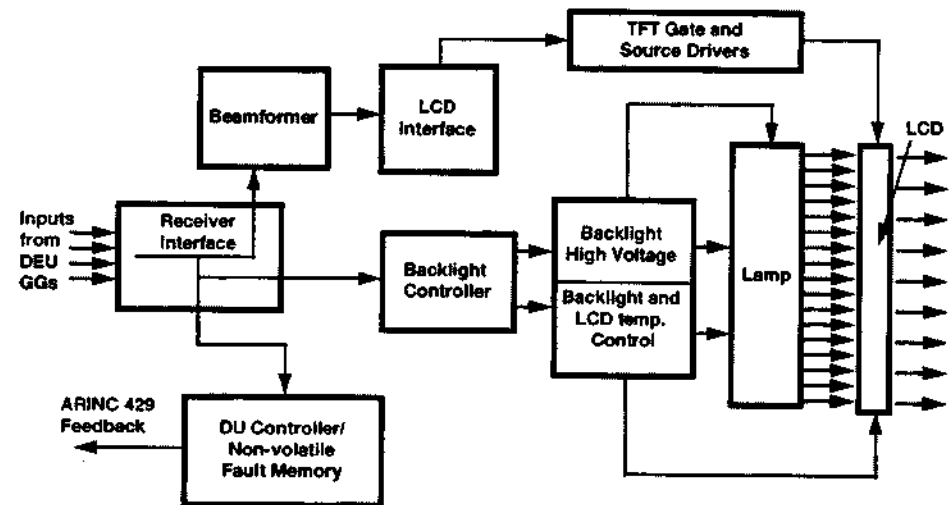 TFT Gate and
Source Drivers
Beamformer
LCD
Interface
LCD
Inputs
from
DEU
GGs
Receiver
Interface
Backlight
Controller
Backlight
High Voltage
Backlight and
LCD temp.
Control
Lamp
ARINC 429
Feedback
DU Controller/
Non-volatile
Fault Memory